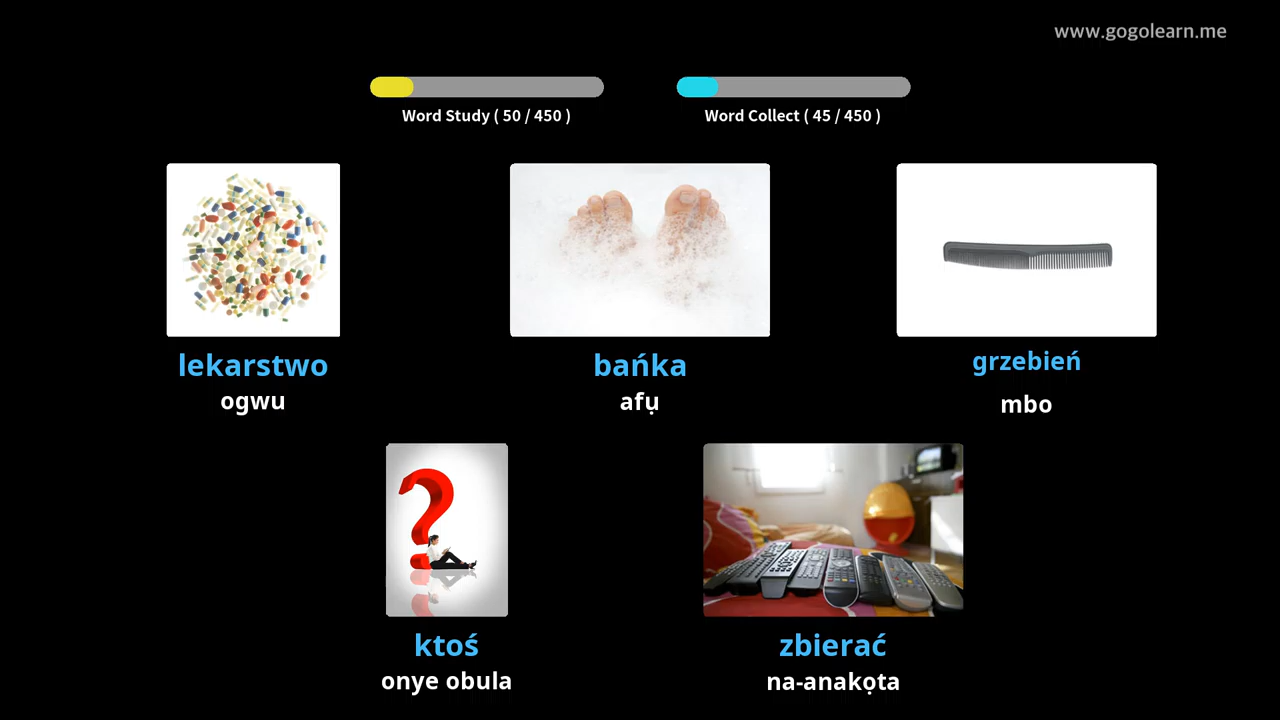 www.gogolearn.me
Word Study ( 50 / 450 )
Word Collect ( 45 / 450 )
lekarstwo
ogwu
bańka
afụ
grzebień
mbo
ktoś
onye obula
zbierać
na-anakọta